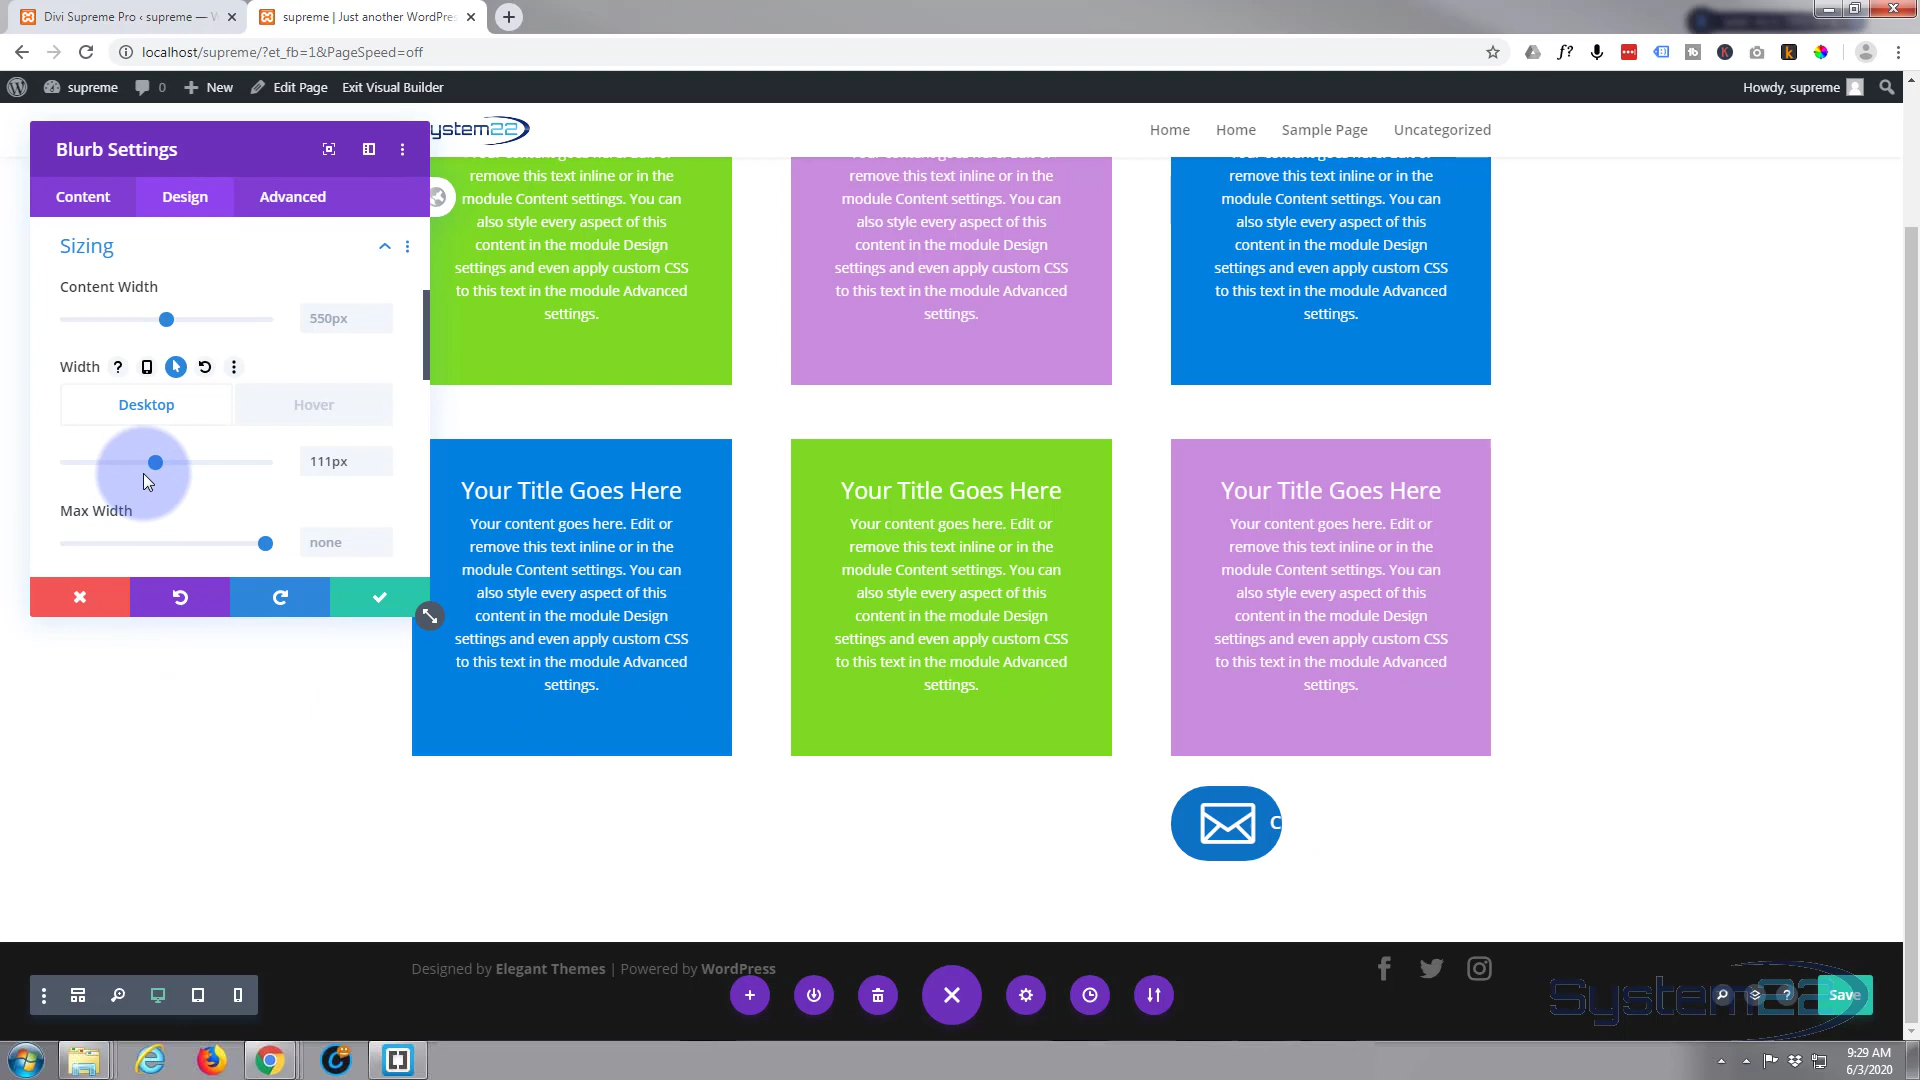 Divi Supreme Pro ‹ supreme — W
supreme | Just another WordPress
localhost/supreme/?et_fb=1&PageSpeed=off
supreme 0 New Edit Page Exit Visual Builder Howdy, supreme
ystem22
Home Home Sample Page Uncategorized
Blurb Settings
Content Design Advanced
Sizing
Content Width
550px
Width ?
Desktop Hover
111px
Max Width
none
remove this text inline or in the
module Content settings. You can
also style every aspect of this
content in the module Design
settings and even apply custom CSS
to this text in the module Advanced
settings.
remove this text inline or in the
module Content settings. You can
also style every aspect of this
content in the module Design
settings and even apply custom CSS
to this text in the module Advanced
settings.
remove this text inline or in the
module Content settings. You can
also style every aspect of this
content in the module Design
settings and even apply custom CSS
to this text in the module Advanced
settings.
Your Title Goes Here
Your content goes here. Edit or
remove this text inline or in the
module Content settings. You can
also style every aspect of this
content in the module Design
settings and even apply custom CSS
to this text in the module Advanced
settings.
Your Title Goes Here
Your content goes here. Edit or
remove this text inline or in the
module Content settings. You can
also style every aspect of this
content in the module Design
settings and even apply custom CSS
to this text in the module Advanced
settings.
Your Title Goes Here
Your content goes here. Edit or
remove this text inline or in the
module Content settings. You can
also style every aspect of this
content in the module Design
settings and even apply custom CSS
to this text in the module Advanced
settings.
C
Designed by Elegant Themes | Powered by WordPress
System22
? Save
9:29 AM
6/3/2020